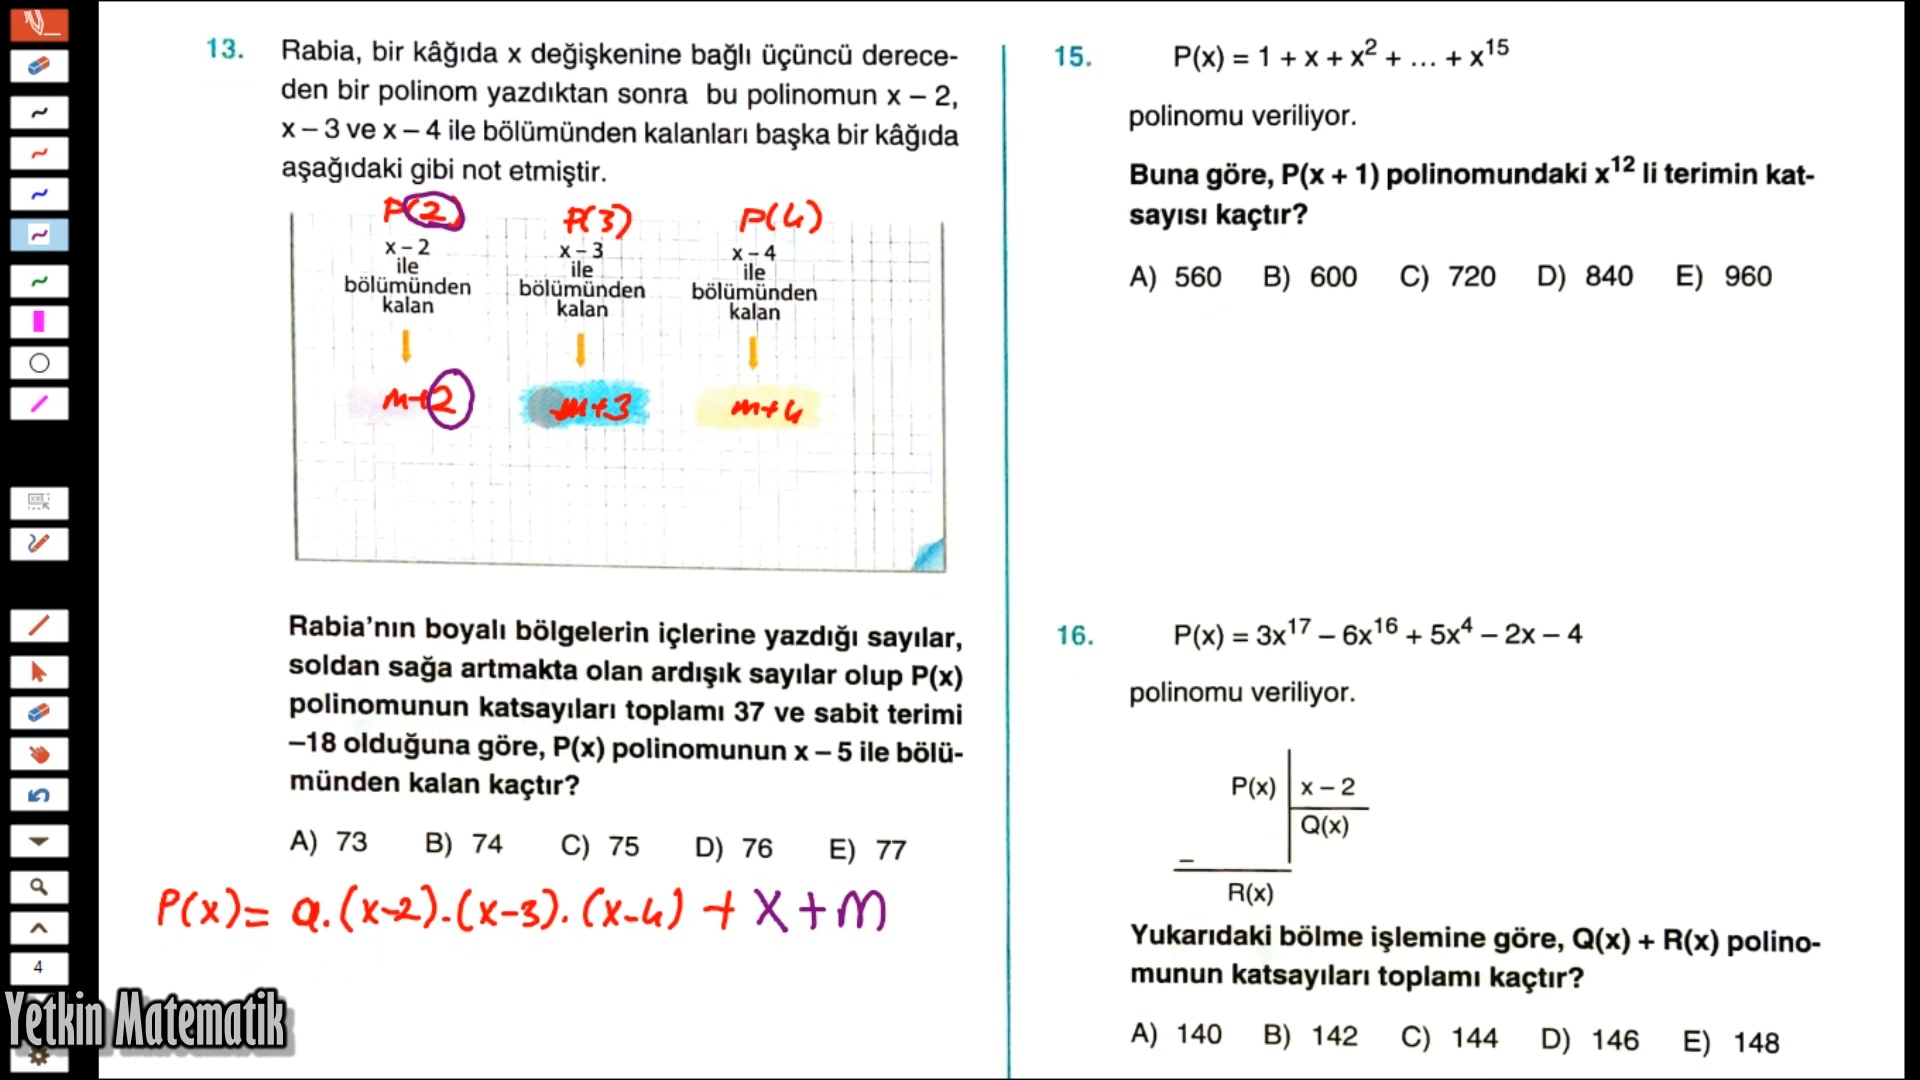 13. Rabia, bir kâğıda x değişkenine bağlı üçüncü derece-
den bir polinom yazdıktan sonra bu polinomun x – 2,
x – 3 ve x – 4 ile bölümünden kalanları başka bir kâğıda
aşağıdaki gibi not etmiştir.
P(2) P(3) P(4)
x – 2 x – 3 x – 4
ile ile ile
bölümünden bölümünden bölümünden
kalan kalan kalan
m+2 m+3 m+4
Rabia'nın boyalı bölgelerin içlerine yazdığı sayılar,
soldan sağa artmakta olan ardışık sayılar olup P(x)
polinomunun katsayıları toplamı 37 ve sabit terimi
–18 olduğuna göre, P(x) polinomunun x – 5 ile bölü-
münden kalan kaçtır?
A) 73 B) 74 C) 75 D) 76 E) 77
P(x)= a.(x-2).(x-3).(x-4) + x+m
15. P(x) = 1 + x + x² + ... + x¹⁵
polinomu veriliyor.
Buna göre, P(x + 1) polinomundaki x¹² li terimin kat-
sayısı kaçtır?
A) 560 B) 600 C) 720 D) 840 E) 960
16. P(x) = 3x¹⁷ – 6x¹⁶ + 5x⁴ – 2x – 4
polinomu veriliyor.
P(x) x – 2
Q(x)
–
R(x)
Yukarıdaki bölme işlemine göre, Q(x) + R(x) polino-
munun katsayıları toplamı kaçtır?
A) 140 B) 142 C) 144 D) 146 E) 148
4
Yetkin Matematik